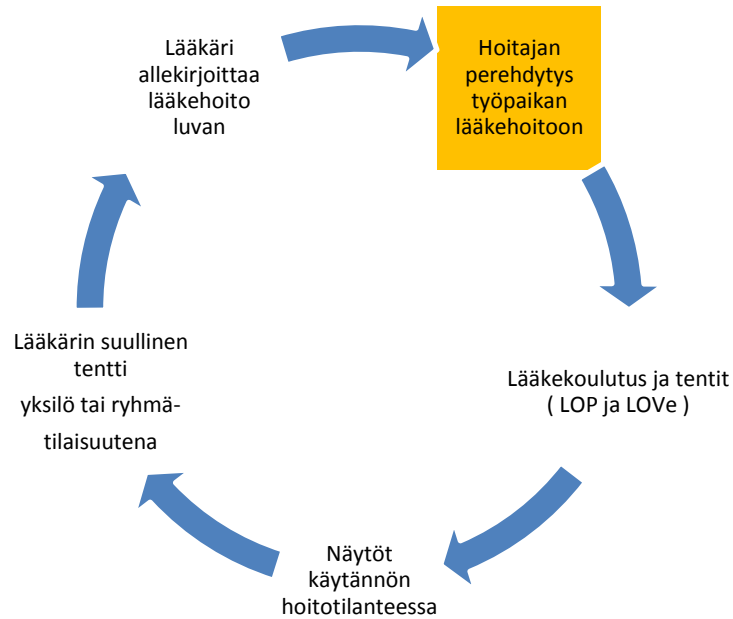 Lääkäri
allekirjoittaa
lääkehoito
luvan
Hoitajan
perehdytys
työpaikan
lääkehoitoon
Lääkekoulutus ja tentit
( LOP ja LOVe )
Näytöt
käytännön
hoitotilanteessa
Lääkärin suullinen
tentti
yksilö tai ryhmä-
tilaisuutena